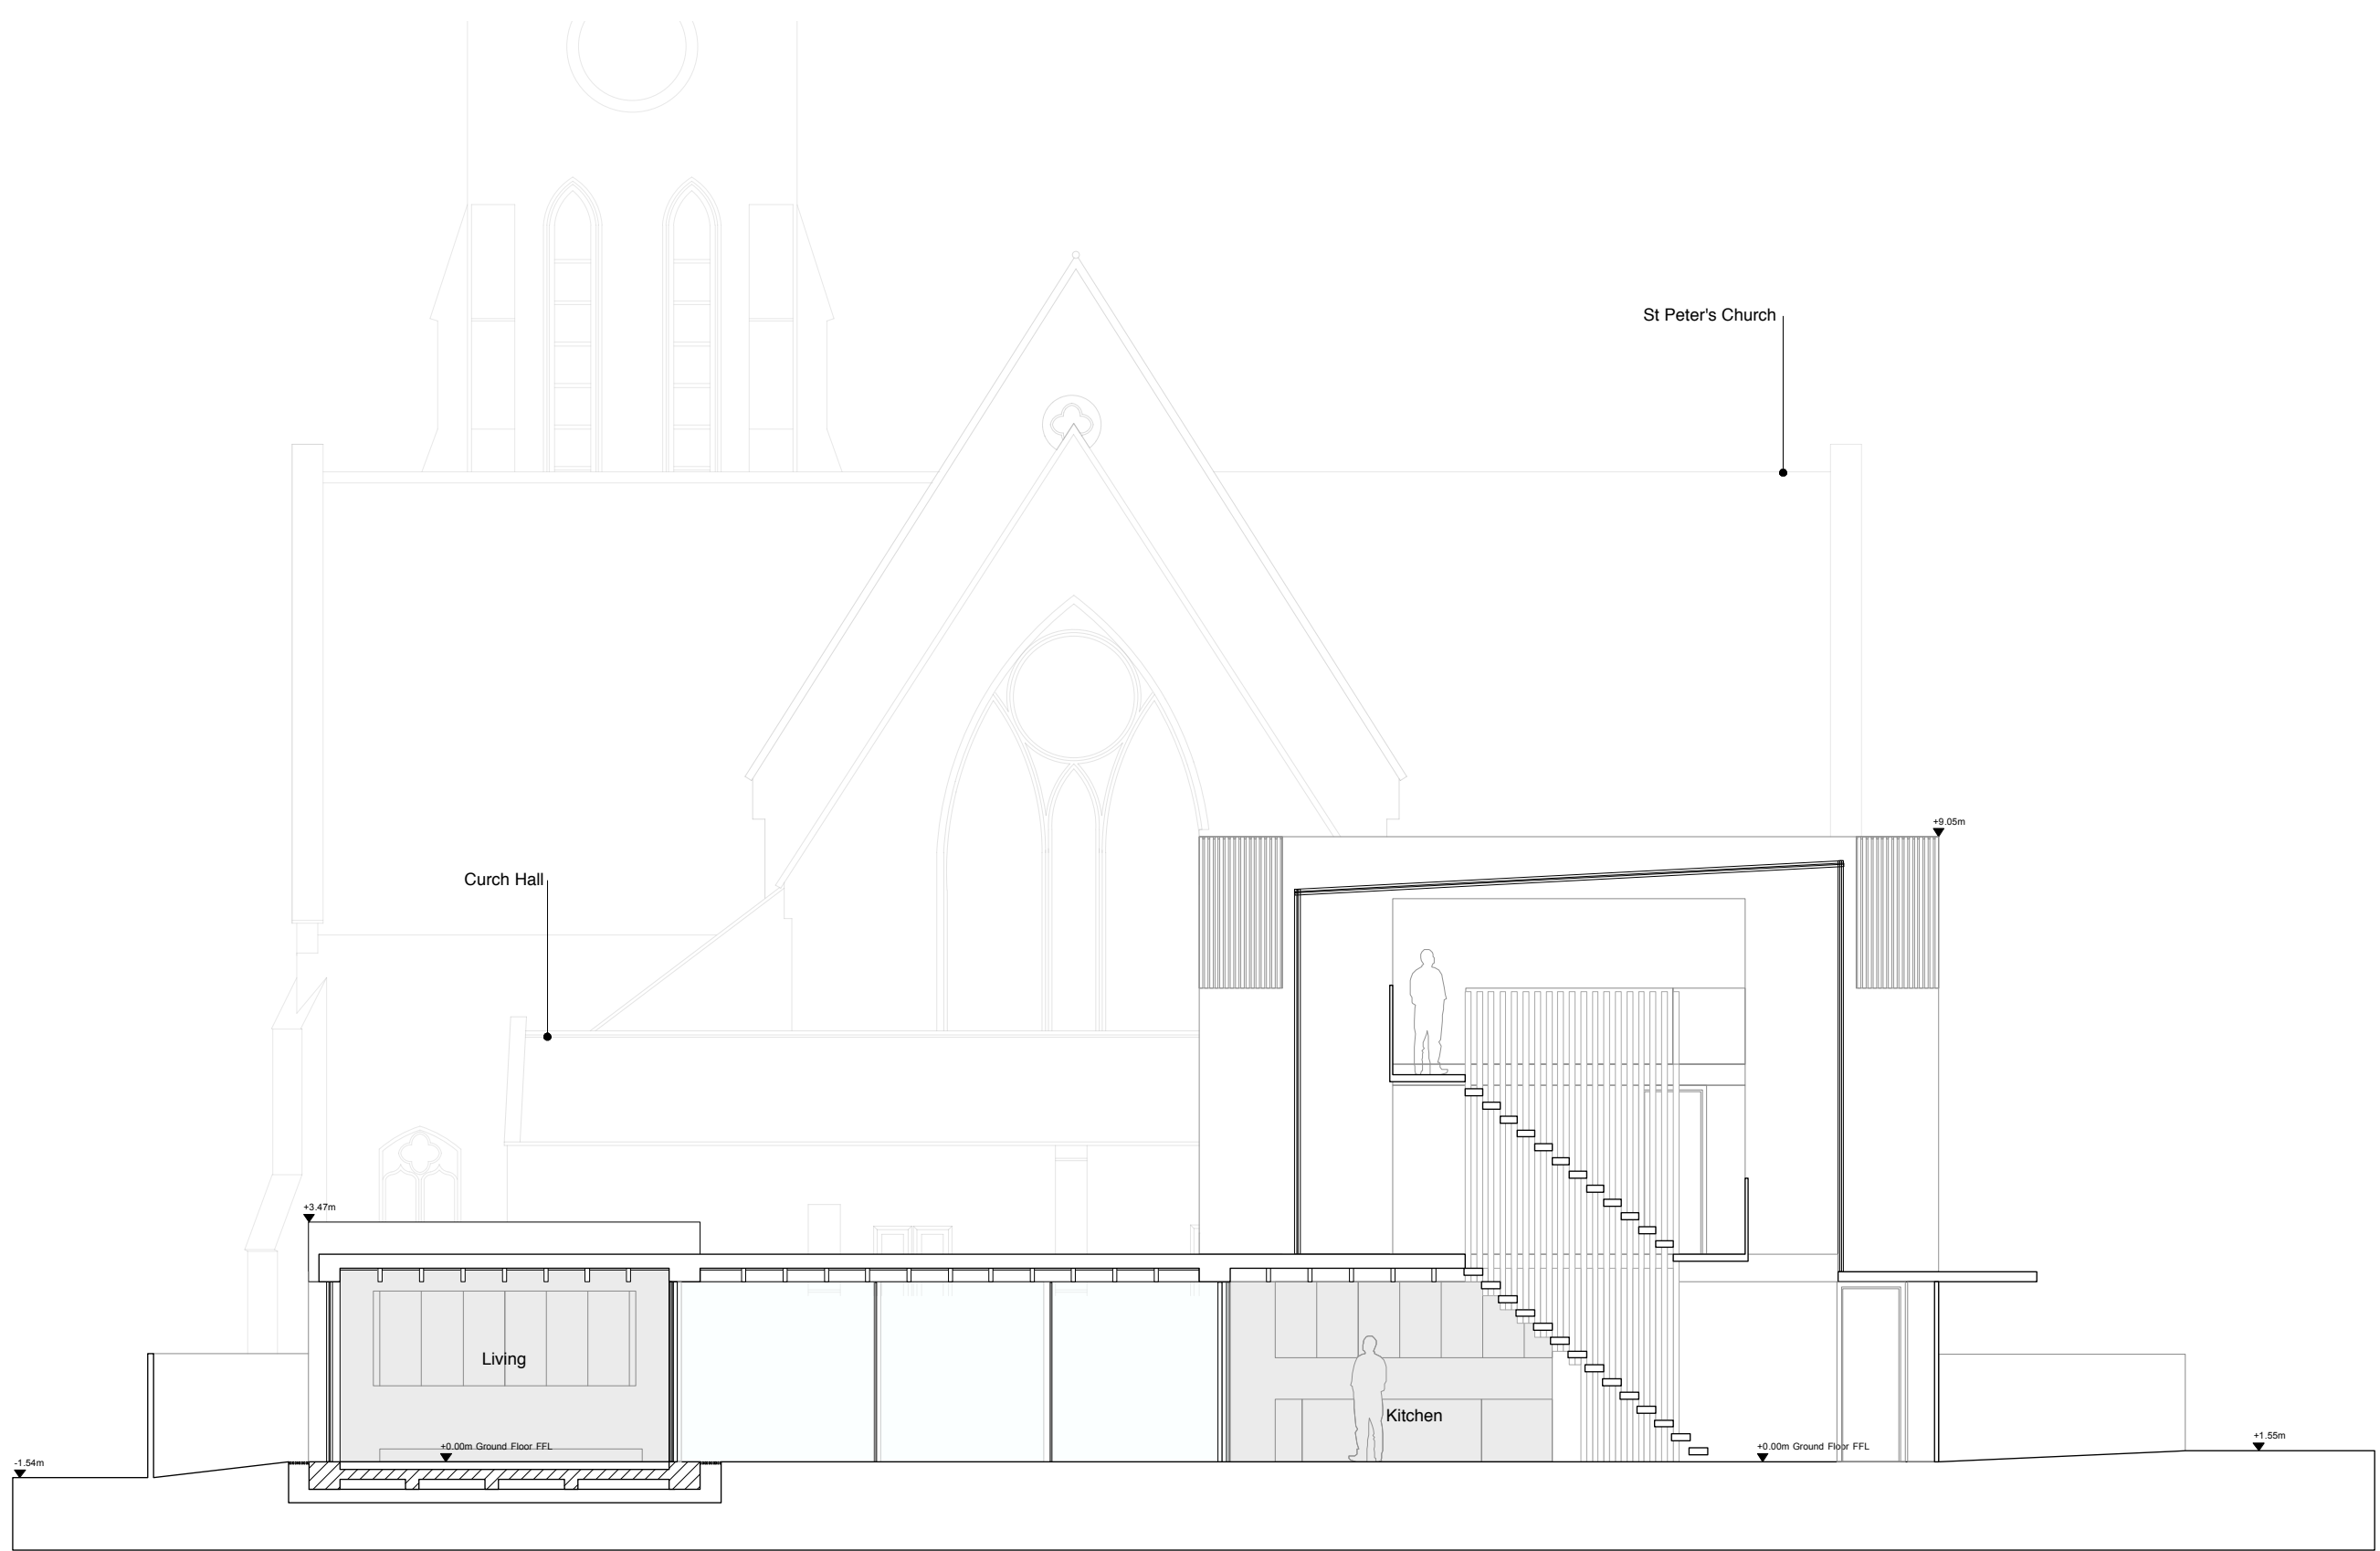 St Peter's Church
+9.05m
Curch Hall
+3.47m
Living
Kitchen
+0.00m Ground Floor FFL
+0.00m Ground Floor FFL
+1.55m
-1.54m